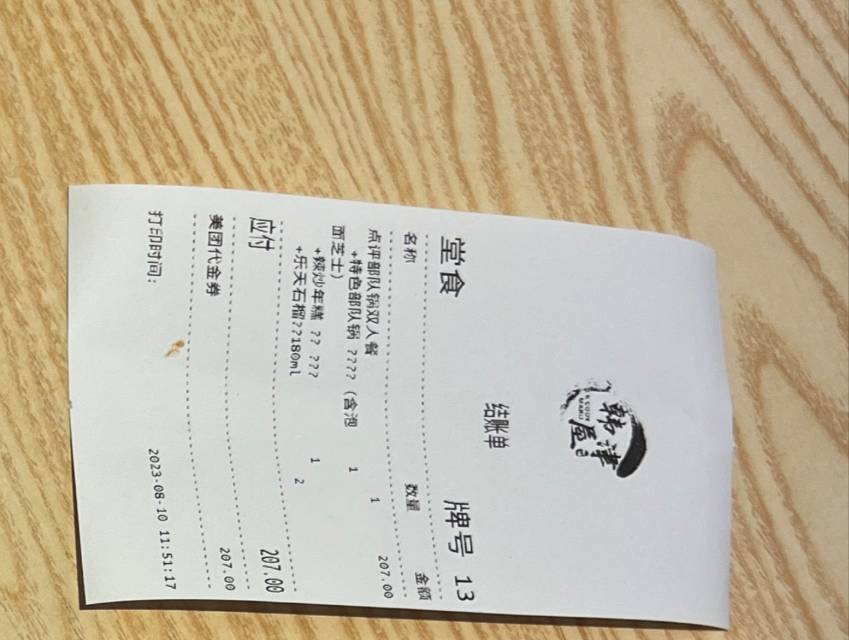 韩津屋
结账单
堂食 牌号 13
名称 数量 金额
点评部队锅双人餐 1 207.00
+特色部队锅 ???? (含泡 1
面芝士)
+辣炒年糕 ?? ??? 1
+乐天石榴??180ml 2
应付 207.00
美团代金券 207.00
打印时间: 2023-08-10 11:51:17